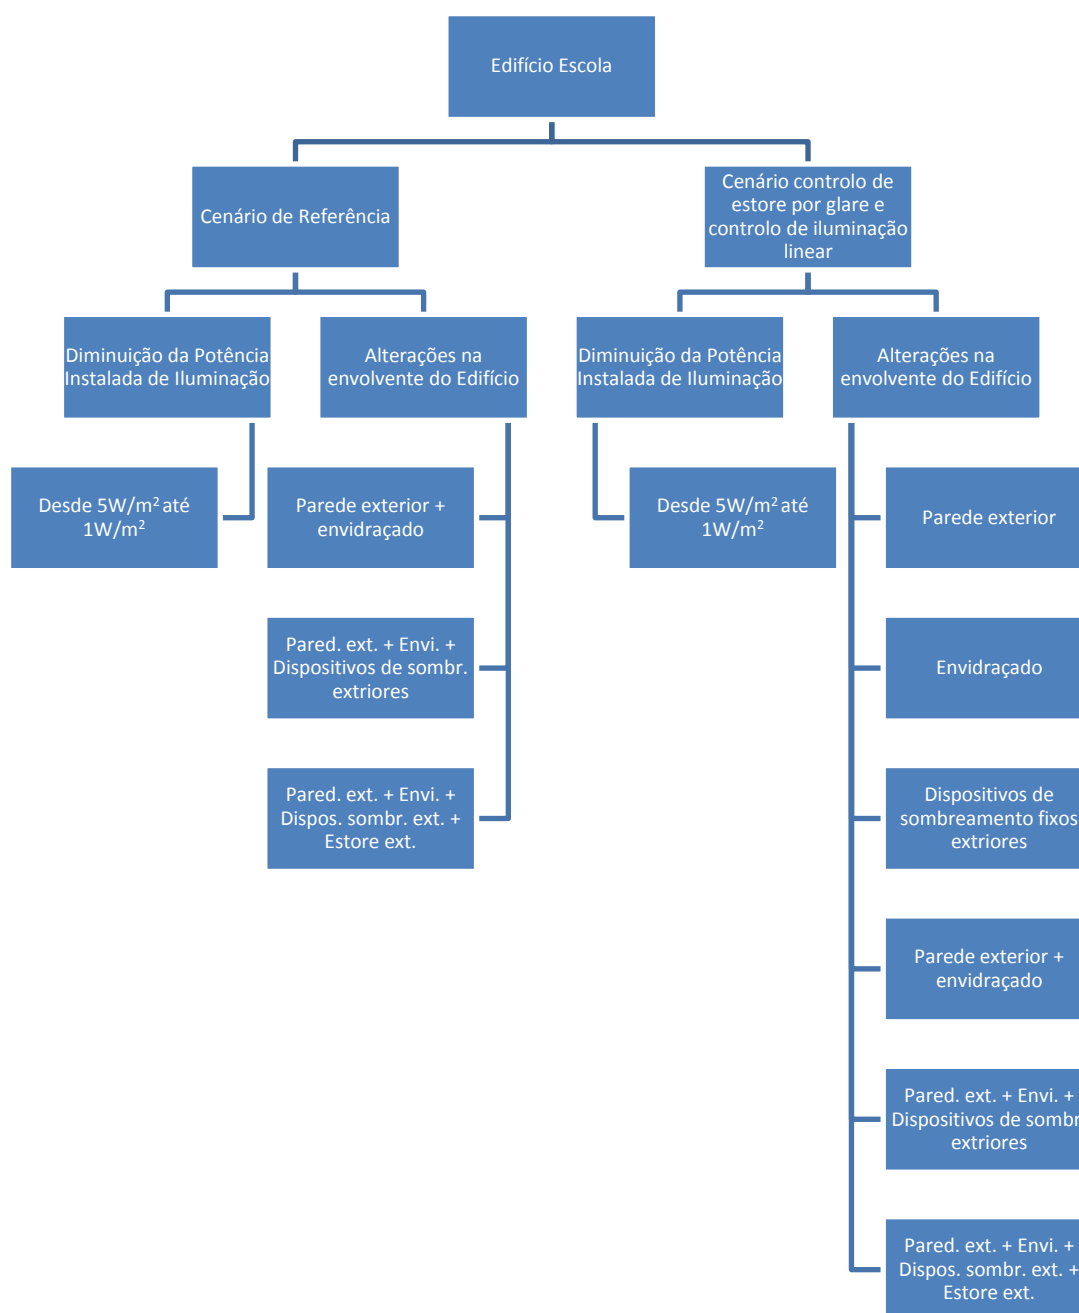 Edifício Escola
Cenário de Referência
Cenário controlo de
estore por glare e
controlo de iluminação
linear
Diminuição da Potência
Instalada de Iluminação
Alterações na
envolvente do Edifício
Diminuição da Potência
Instalada de Iluminação
Alterações na
envolvente do Edifício
Desde 5W/m² até
1W/m²
Parede exterior +
envidraçado
Desde 5W/m² até
1W/m²
Parede exterior
Pared. ext. + Envi. +
Dispositivos de sombr.
extriores
Envidraçado
Pared. ext. + Envi. +
Dispos. sombr. ext. +
Estore ext.
Dispositivos de
sombreamento fixos
extriores
Parede exterior +
envidraçado
Pared. ext. + Envi. +
Dispositivos de sombr
extriores
Pared. ext. + Envi. +
Dispos. sombr. ext. +
Estore ext.